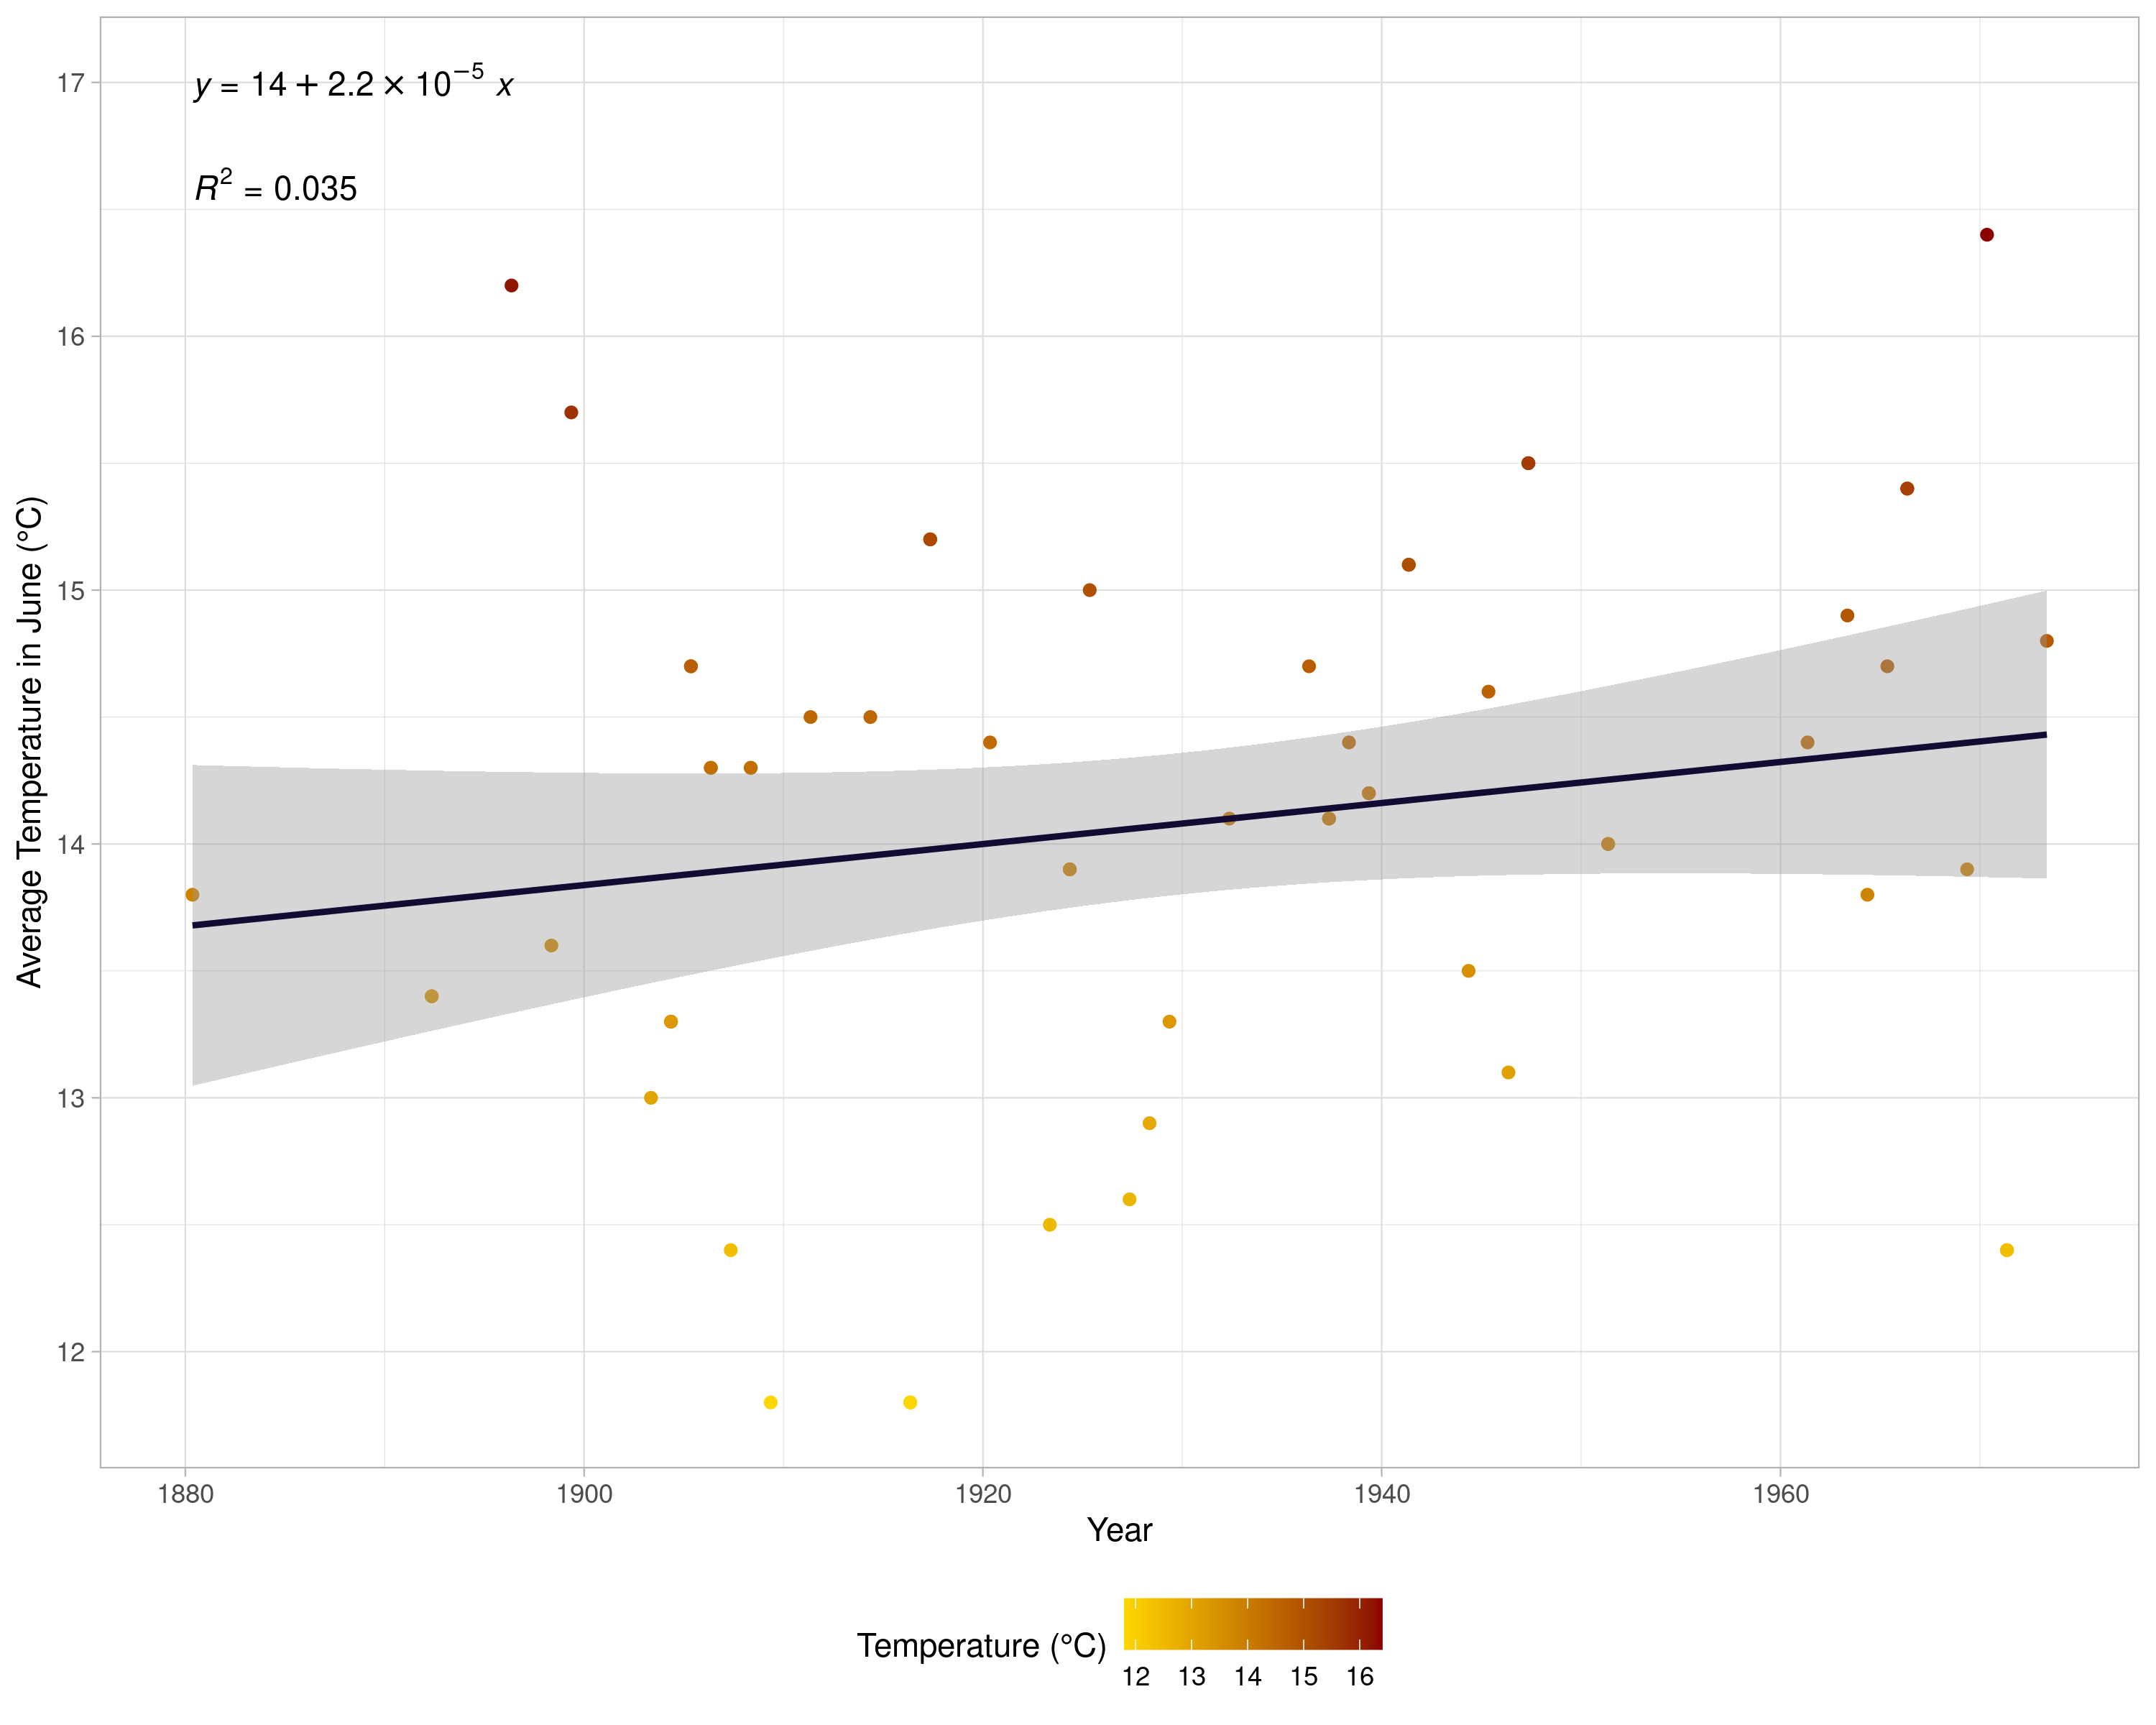 y = 14 + 2.2 × 10⁻⁵ x
R² = 0.035
17
16
15
14
13
12
Average Temperature in June (°C)
1880 1900 1920 1940 1960
Year
Temperature (°C)
12 13 14 15 16